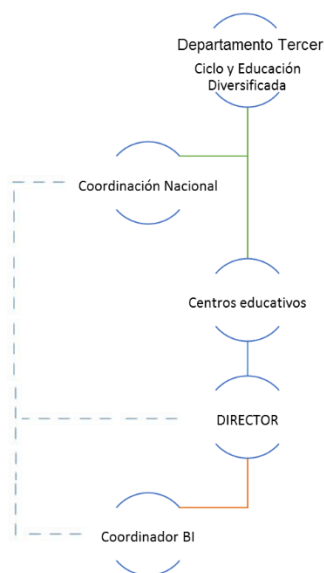 Departamento Tercer
Ciclo y Educación
Diversificada
Coordinación Nacional
Centros educativos
DIRECTOR
Coordinador BI